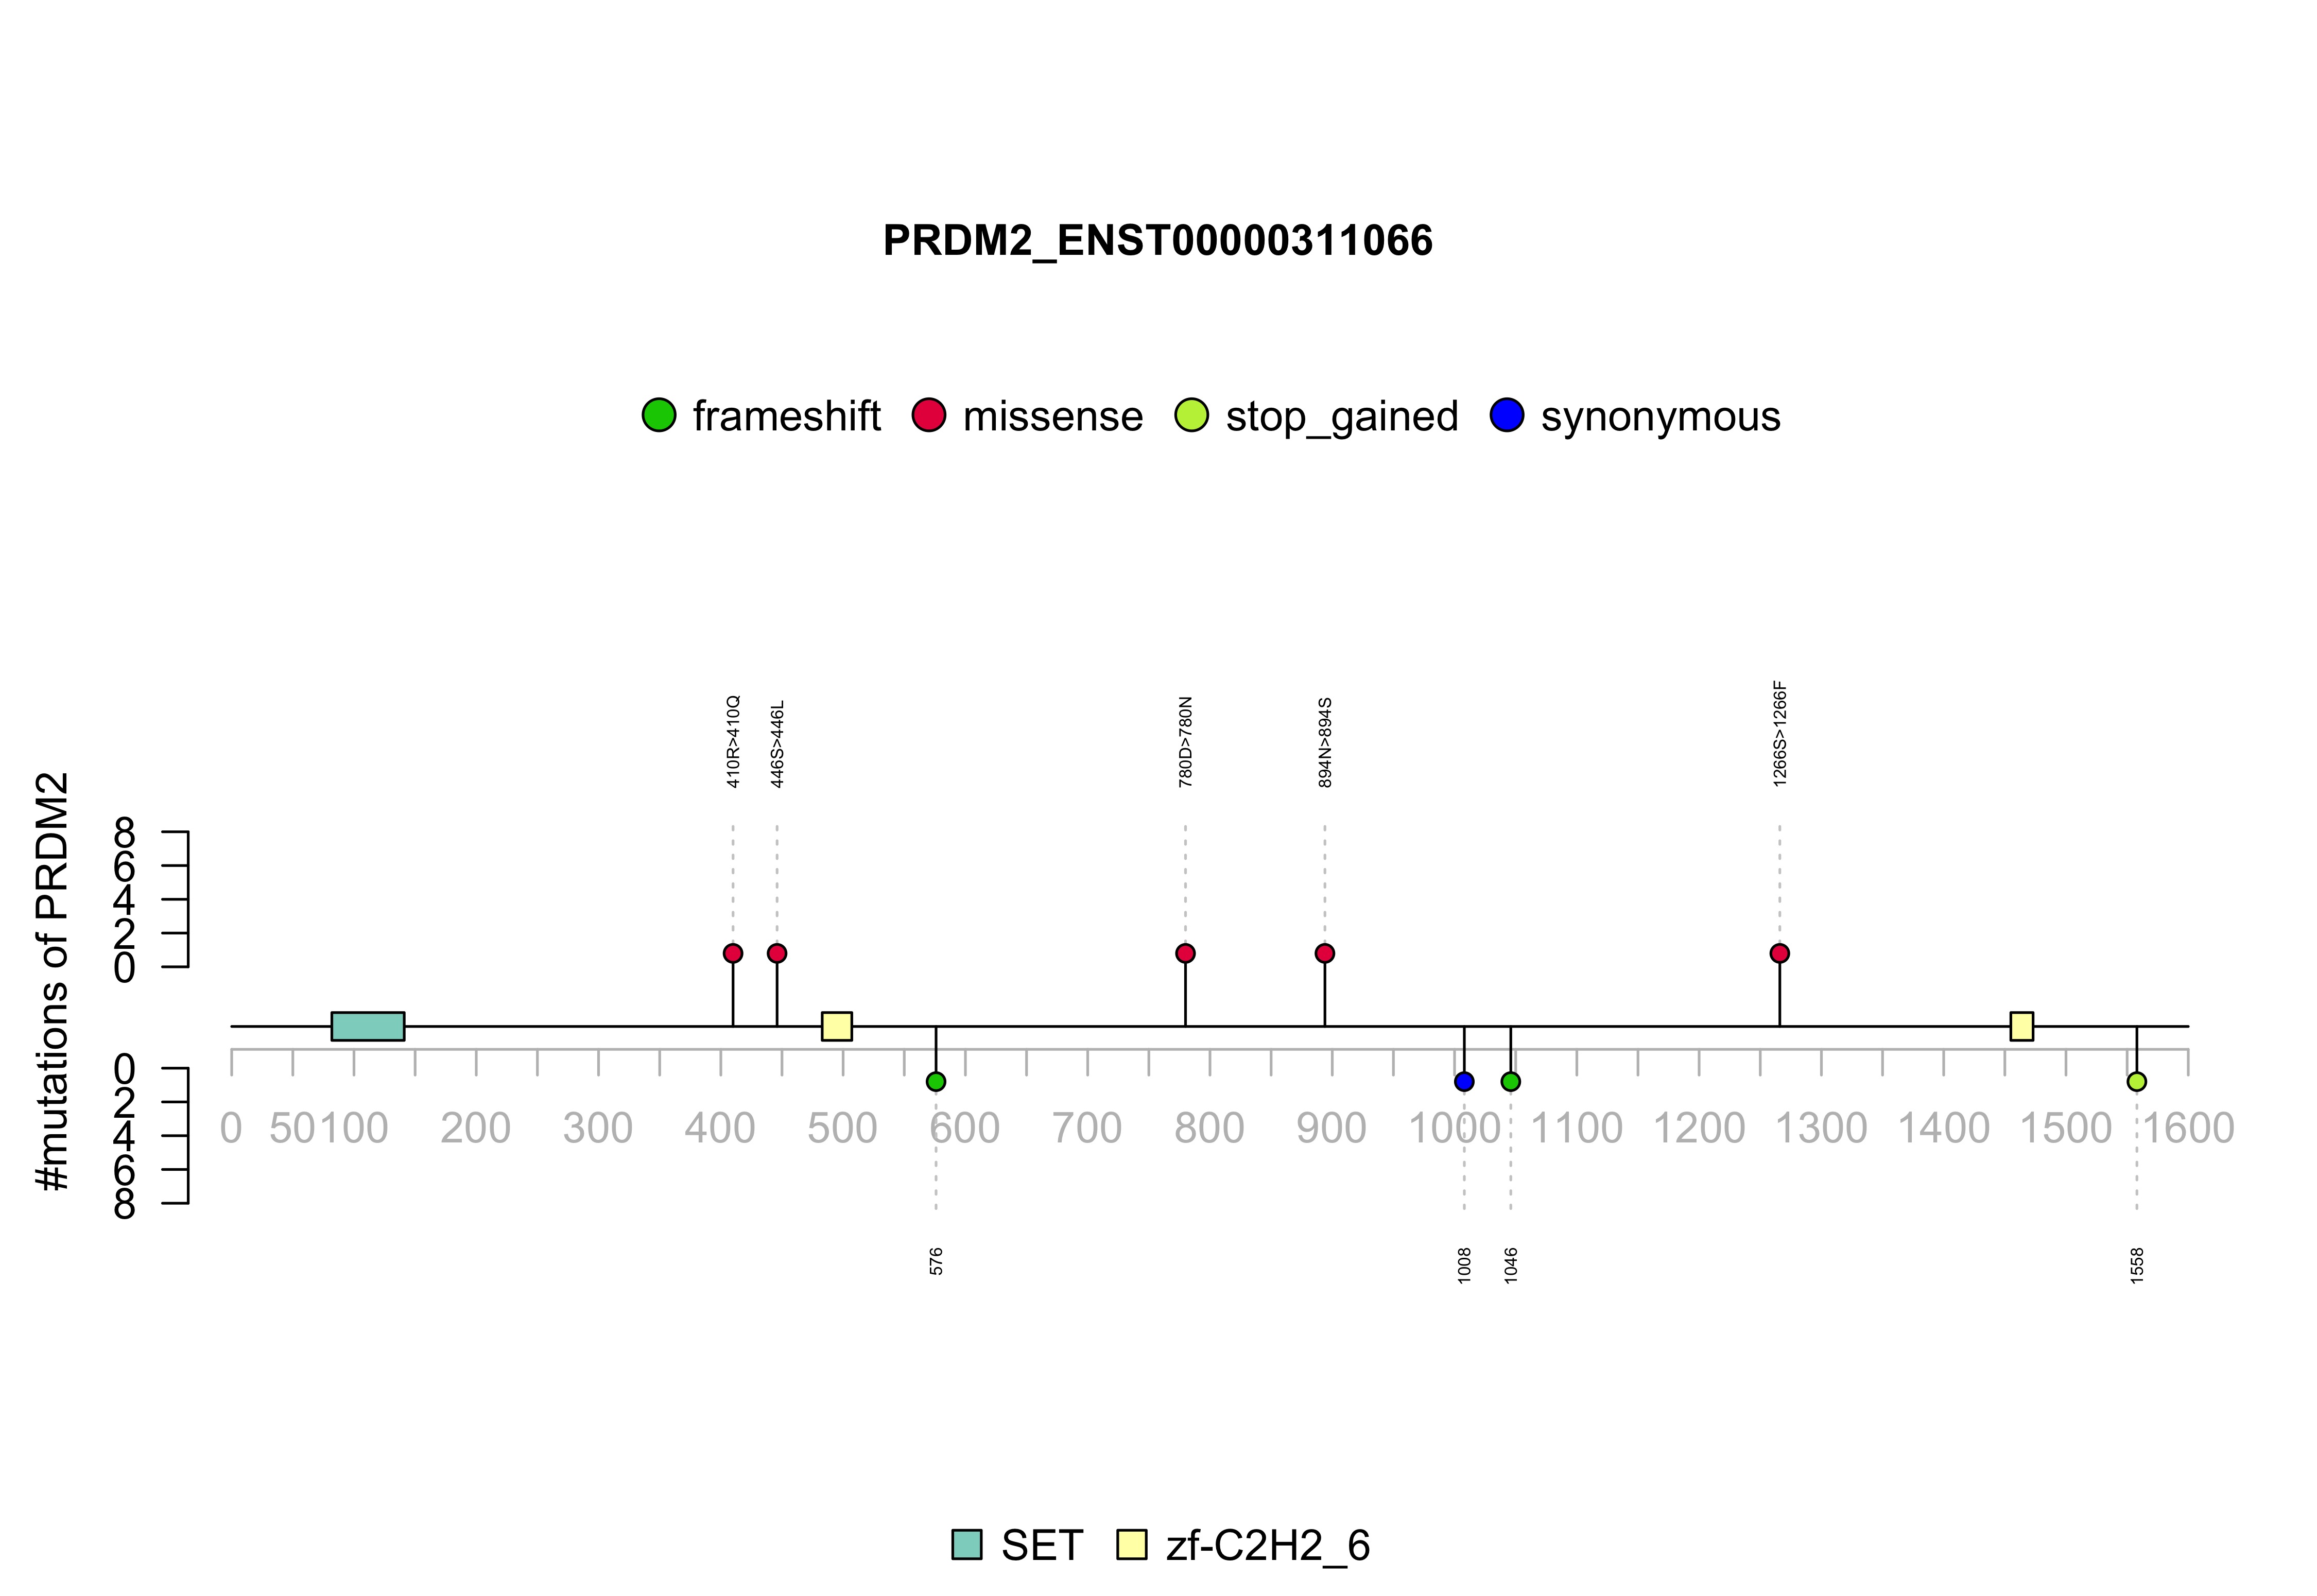 PRDM2_ENST00000311066
frameshift missense stop_gained synonymous
410R>410Q
446S>446L
780D>780N
894N>894S
1266S>1266F
#mutations of PRDM2
8
6
4
2
0
0
2
4
6
8
0 50 100 200 300 400 500 600 700 800 900 1000 1100 1200 1300 1400 1500 1600
576
1008
1046
1558
SET zf-C2H2_6